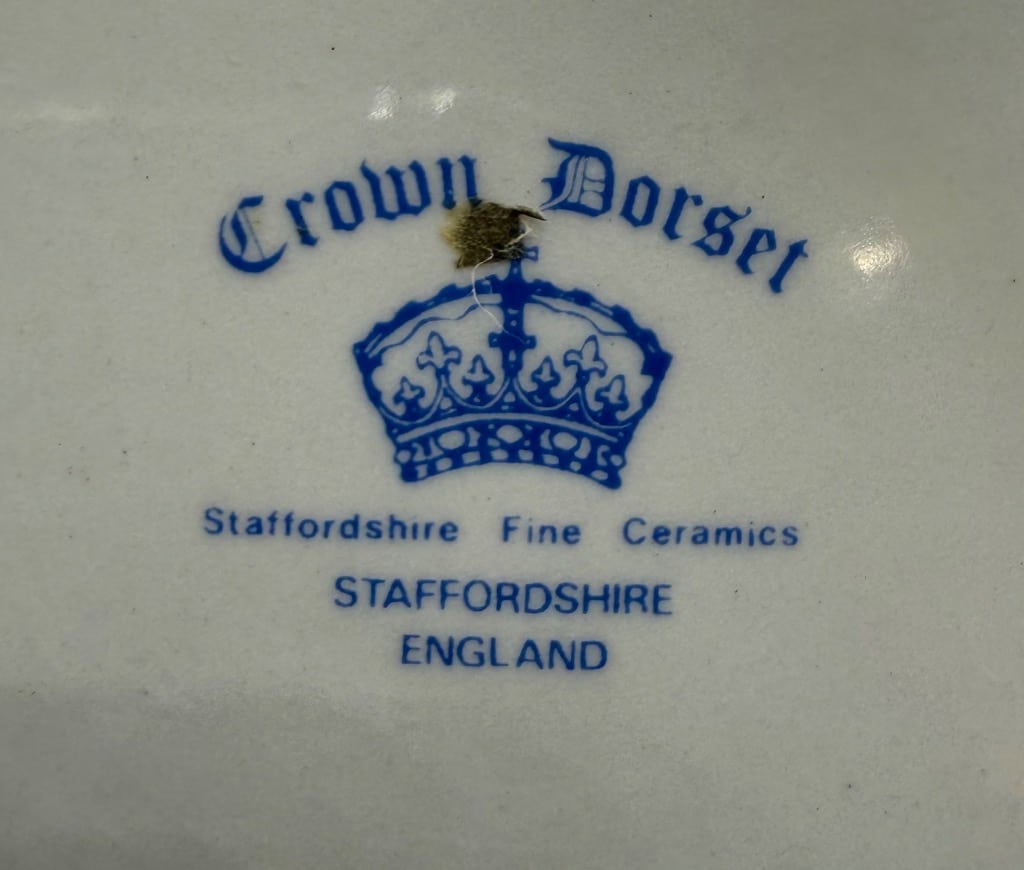 Crown Dorset
Staffordshire Fine Ceramics
STAFFORDSHIRE
ENGLAND